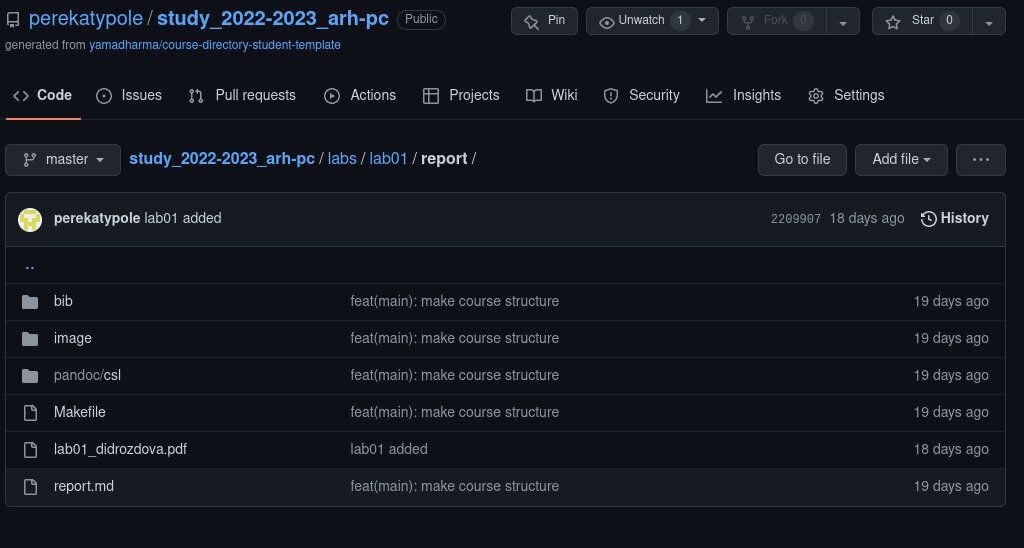 perekatypole / study_2022-2023_arh-pc Public Pin Unwatch 1 Fork 0 Star 0
generated from yamadharma/course-directory-student-template
Code Issues Pull requests Actions Projects Wiki Security Insights Settings
master study_2022-2023_arh-pc / labs / lab01 / report / Go to file Add file ...
perekatypole lab01 added 2209907 18 days ago History
..
bib feat(main): make course structure 19 days ago
image feat(main): make course structure 19 days ago
pandoc/csl feat(main): make course structure 19 days ago
Makefile feat(main): make course structure 19 days ago
lab01_didrozdova.pdf lab01 added 18 days ago
report.md feat(main): make course structure 19 days ago